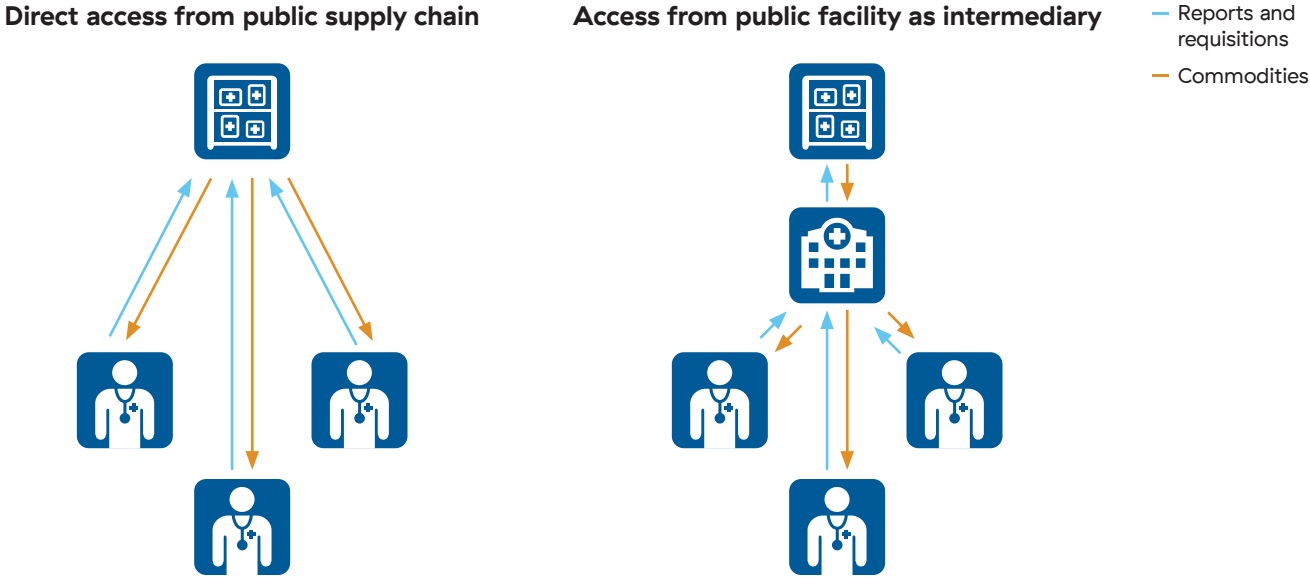 Direct access from public supply chain
Access from public facility as intermediary
Reports and
requisitions
Commodities